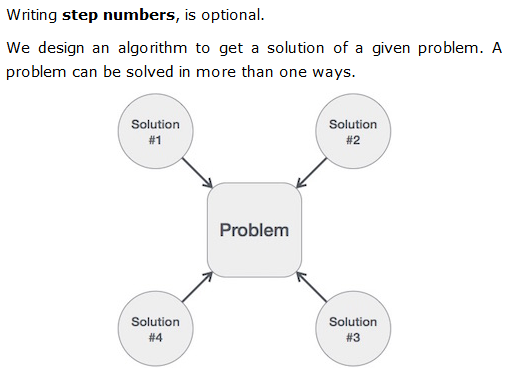 Writing step numbers, is optional.
We design an algorithm to get a solution of a given problem. A
problem can be solved in more than one ways.
Solution
#1
Solution
#2
Problem
Solution
#4
Solution
#3